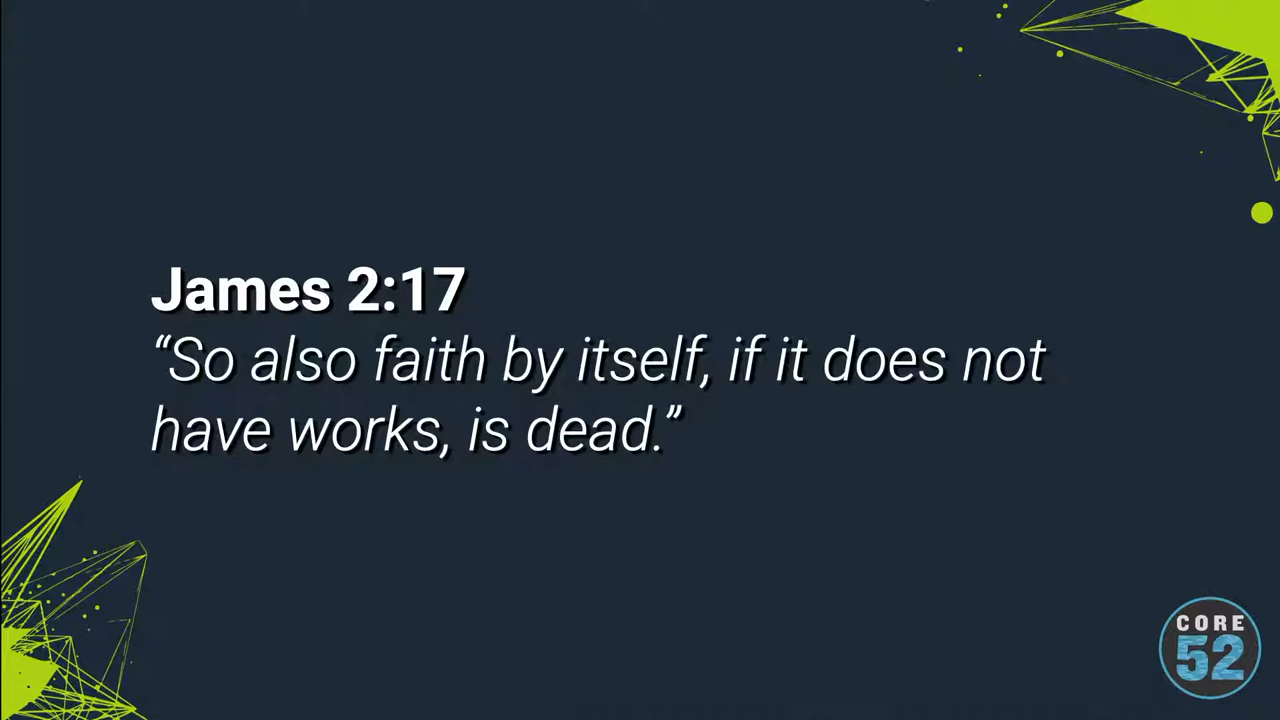 James 2:17
“So also faith by itself, if it does not
have works, is dead.”
CORE
52